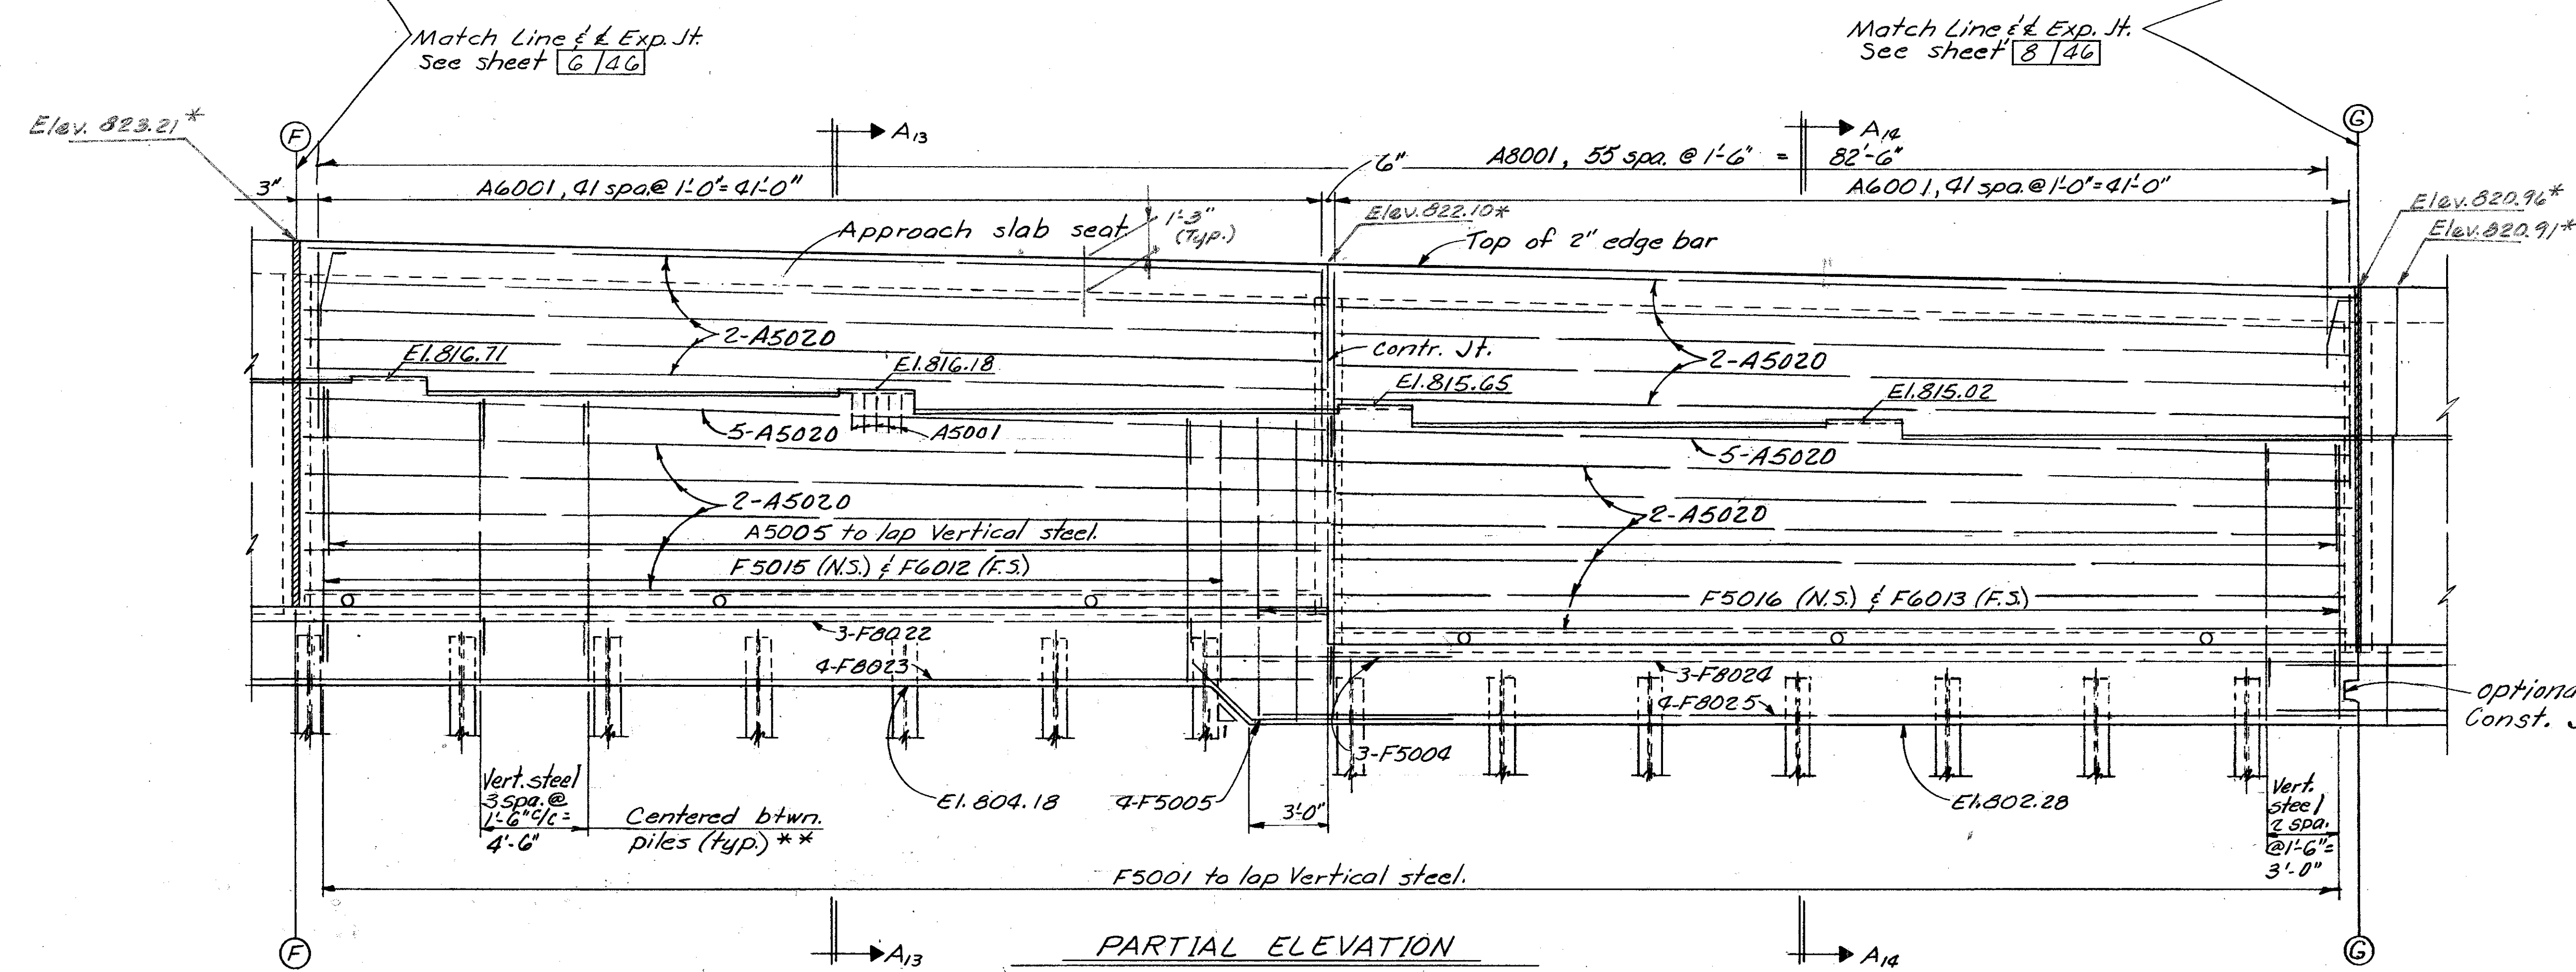 Match Line & ℄ Exp. Jt.
See sheet 6/46
Match Line & ℄ Exp. Jt.
See sheet 8/46
Elev. 823.21*
F
A13
A14
G
6"
A8001, 55 spa. @ 1'-6" = 82'-6"
3"
A6001, 41 spa. @ 1'-0" = 41'-0"
A6001, 41 spa. @ 1'-0" = 41'-0"
Elev. 820.96*
Elev. 820.91*
Elev. 822.10*
Approach slab seat
1'-3"
(Typ.)
Top of 2" edge bar
2-A5020
2-A5020
Contr. Jt.
El. 816.71
El. 816.18
El. 815.65
El. 815.02
5-A5020
A5001
5-A5020
2-A5020
2-A5020
A5005 to lap Vertical steel.
F5015 (N.S.) & F6012 (F.S.)
F5016 (N.S.) & F6013 (F.S.)
3-F8022
4-F8023
3-F8024
4-F8025
optiona
Const. J
3-F5004
El. 804.18
4-F5005
3'-0"
El. 802.28
Vert. steel
3 spa. @
1'-6" c/c =
4'-6"
Centered btwn.
piles (typ.) **
Vert.
steel
2 spa.
@ 1'-6" =
3'-0"
F5001 to lap Vertical steel.
F
A13
PARTIAL ELEVATION
A14
G